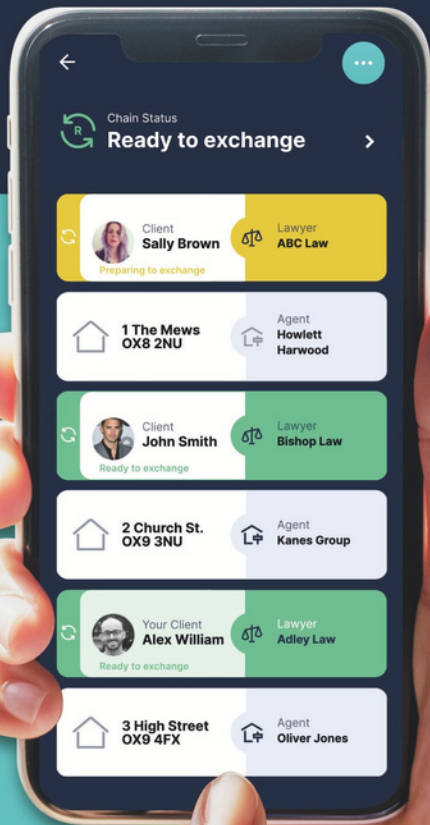 Chain Status
R
Ready to exchange
Client
Sally Brown
Preparing to exchange
Lawyer
ABC Law
1 The Mews
OX8 2NU
Agent
Howlett
Harwood
Client
John Smith
Ready to exchange
Lawyer
Bishop Law
2 Church St.
OX9 3NU
Agent
Kanes Group
Your Client
Alex William
Ready to exchange
Lawyer
Adley Law
3 High Street
OX9 4FX
Agent
Oliver Jones